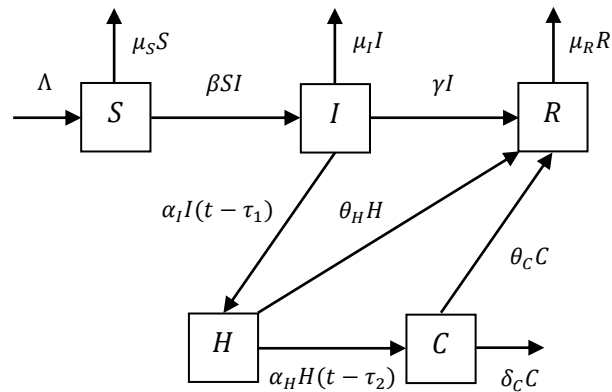 μ_S S
μ_I I
μ_R R
Λ
S
βSI
I
γI
R
α_I I(t − τ_1)
θ_H H
θ_C C
H
C
α_H H(t − τ_2)
δ_C C